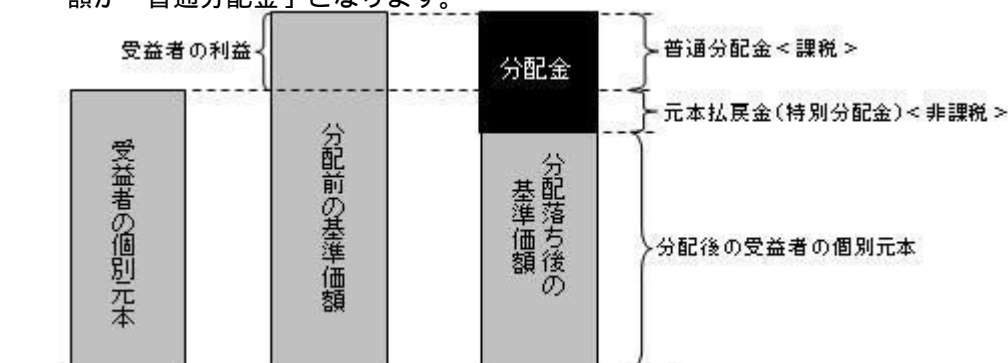 額が「普通分配金」となります。
受益者の利益
分配金
普通分配金＜課税＞
元本払戻金(特別分配金)＜非課税＞
受益者の個別元本
分配前の基準価額
分配落ち後の
基準価額
分配後の受益者の個別元本